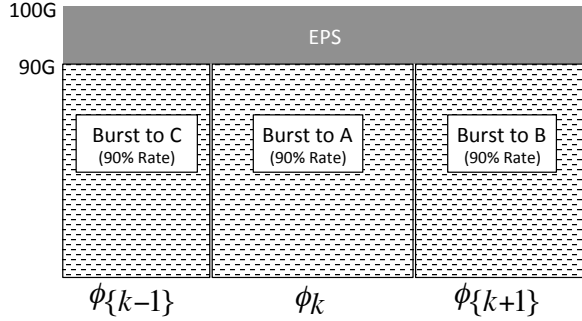 100G
EPS
90G
Burst to C
(90% Rate)
Burst to A
(90% Rate)
Burst to B
(90% Rate)
ϕ{k−1}
ϕk
ϕ{k+1}